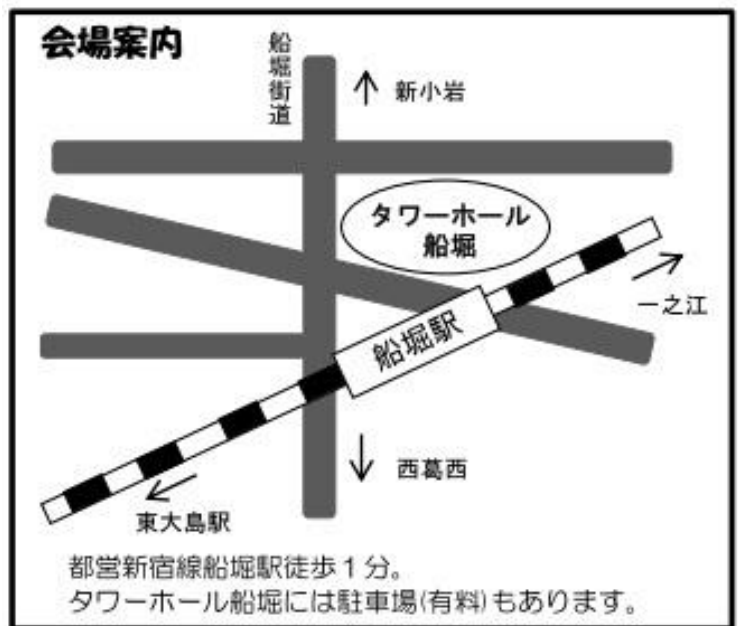 会場案内
船堀街道
新小岩
タワーホール
船堀
一之江
船堀駅
西葛西
東大島駅
都営新宿線船堀駅徒歩1分。
タワーホール船堀には駐車場(有料)もあります。